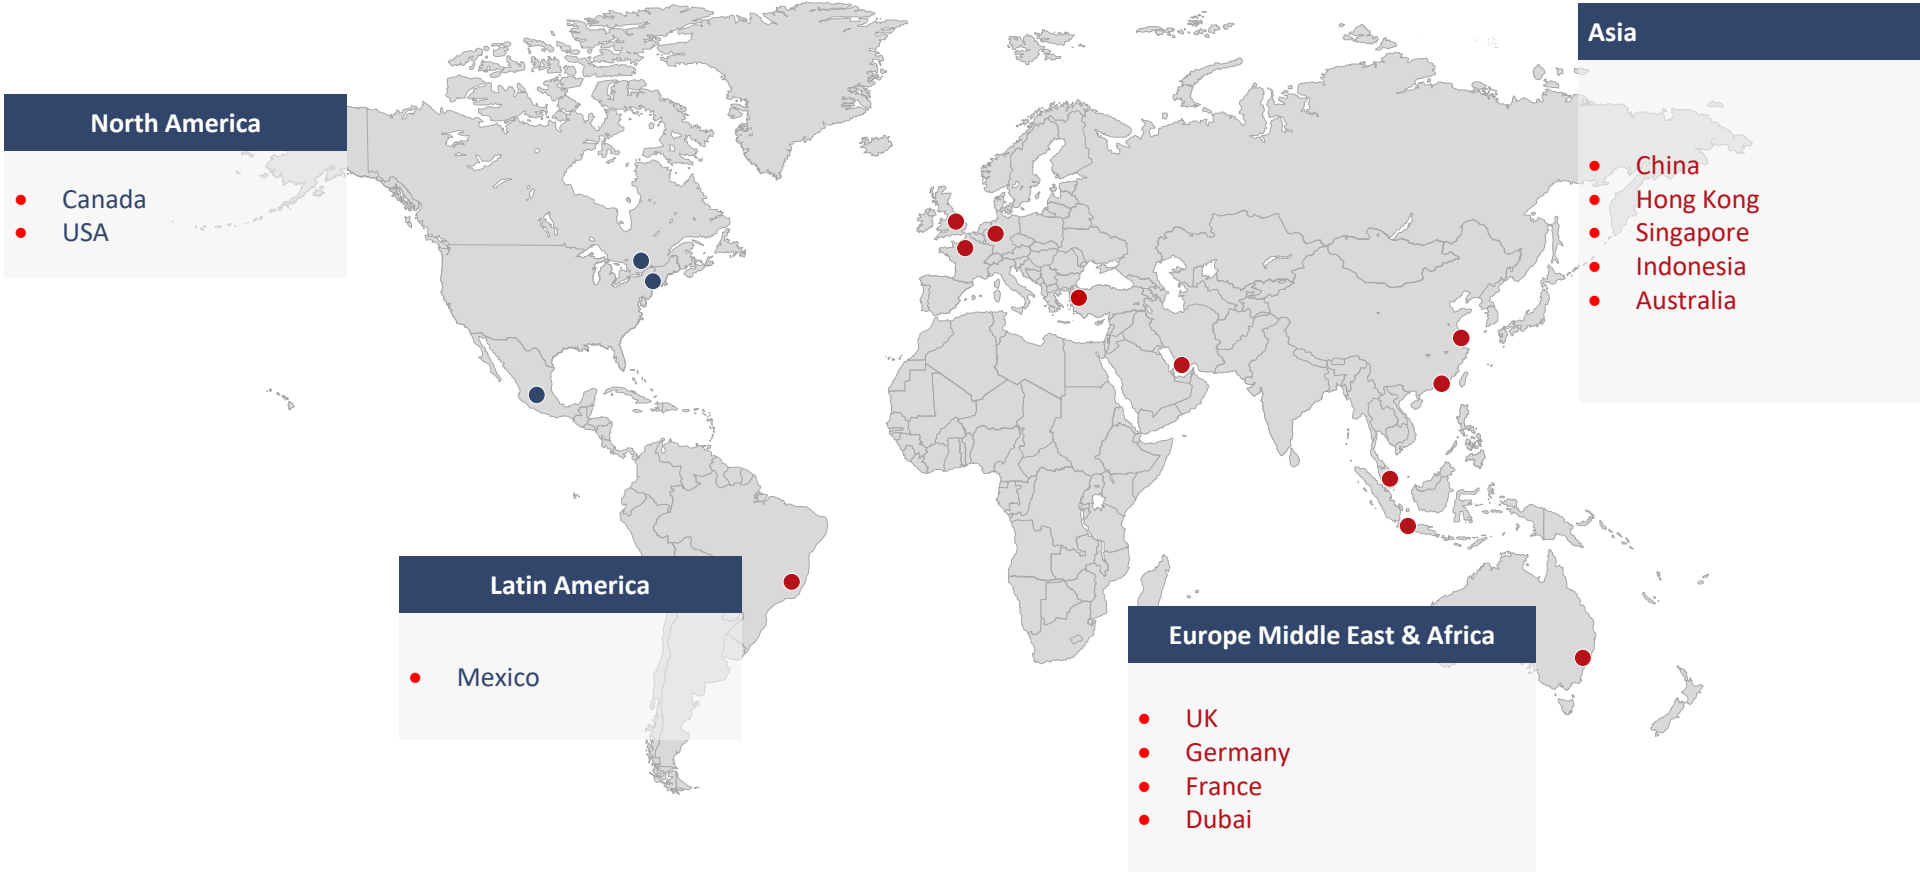 Asia
• China
• Hong Kong
• Singapore
• Indonesia
• Australia
North America
• Canada
• USA
Latin America
• Mexico
Europe Middle East & Africa
• UK
• Germany
• France
• Dubai